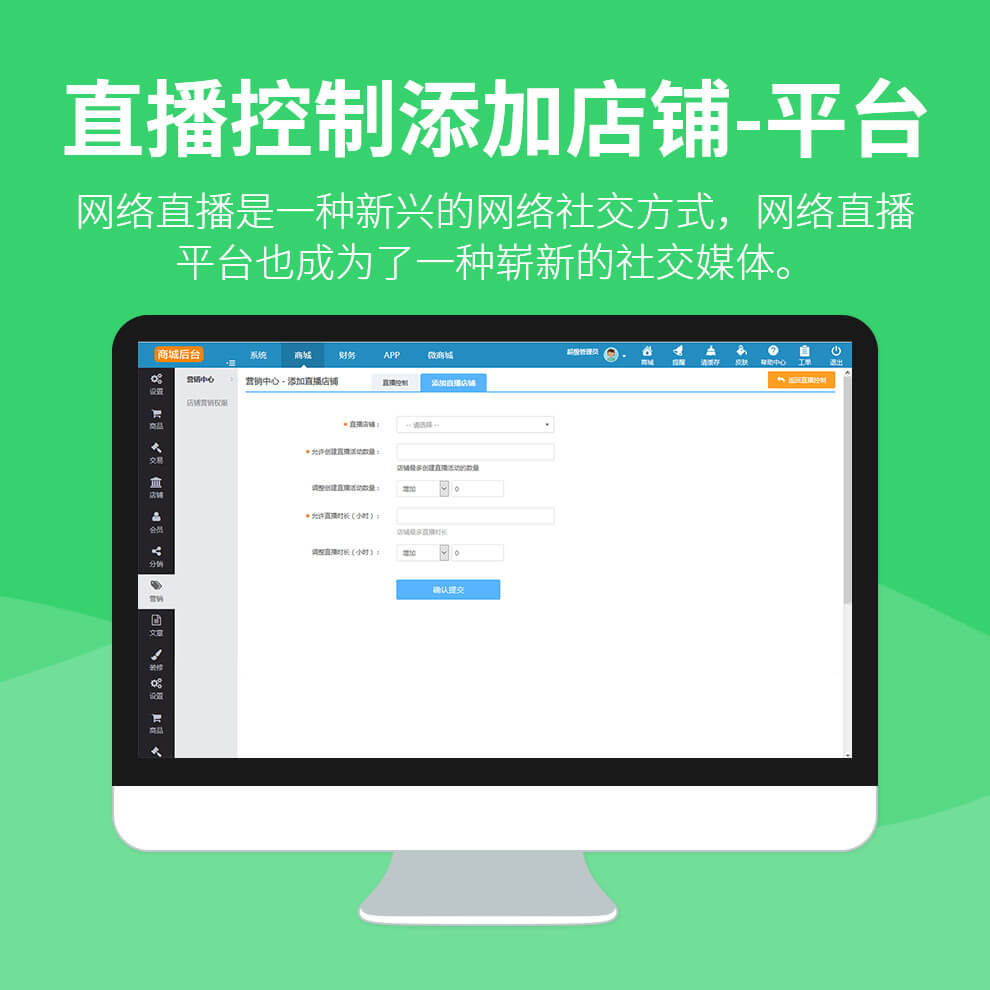 直播控制添加店铺-平台
网络直播是一种新兴的网络社交方式，网络直播
平台也成为了一种崭新的社交媒体。
商城后台 系统 商城 财务 APP 微商城 超级管理员 商城 提醒 清缓存 皮肤 帮助中心 工单 退出
设置
商品
交易
店铺
会员
分销
营销
文章
装修
设置
商品
营销中心
店铺营销权限
营销中心 - 添加直播店铺 直播控制 添加直播店铺 返回直播控制
* 直播店铺： -- 请选择 --
* 允许创建直播活动数量：
店铺最多创建直播活动的数量
调整创建直播活动数量： 增加 0
* 允许直播时长（小时）：
店铺最多直播时长
调整直播时长（小时）： 增加 0
确认提交